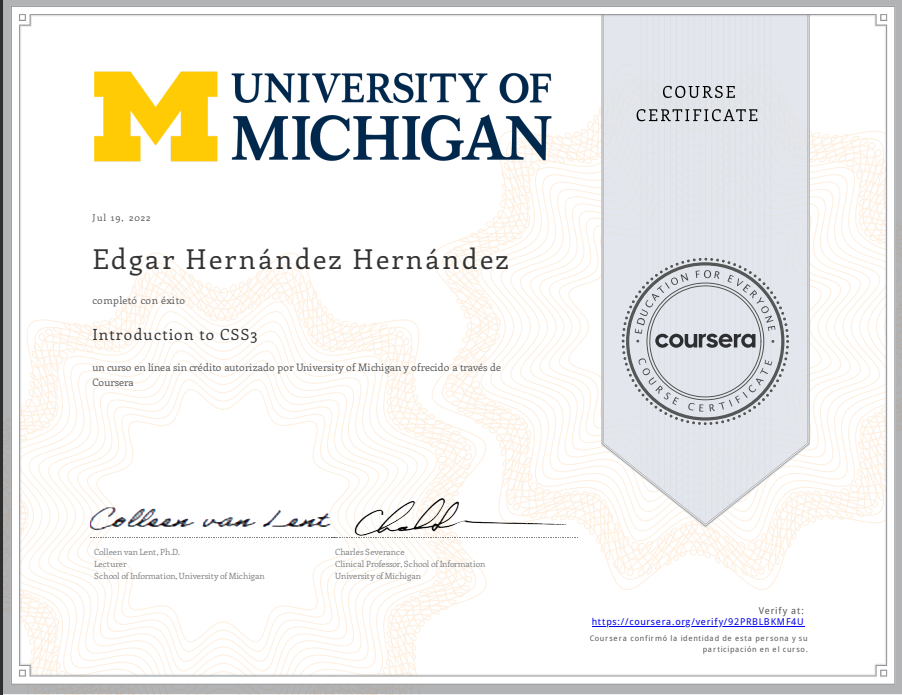 UNIVERSITY OF
MICHIGAN
COURSE
CERTIFICATE
Jul 19, 2022
Edgar Hernández Hernández
completó con éxito
Introduction to CSS3
un curso en línea sin crédito autorizado por University of Michigan y ofrecido a través de
Coursera
EDUCATION FOR EVERYONE
coursera
COURSE CERTIFICATE
Colleen van Lent
Colleen van Lent, Ph.D.
Lecturer
School of Information, University of Michigan
Charles Severance
Clinical Professor, School of Information
University of Michigan
Verify at:
https://coursera.org/verify/92PRBLBKMF4U
Coursera confirmó la identidad de esta persona y su
participación en el curso.